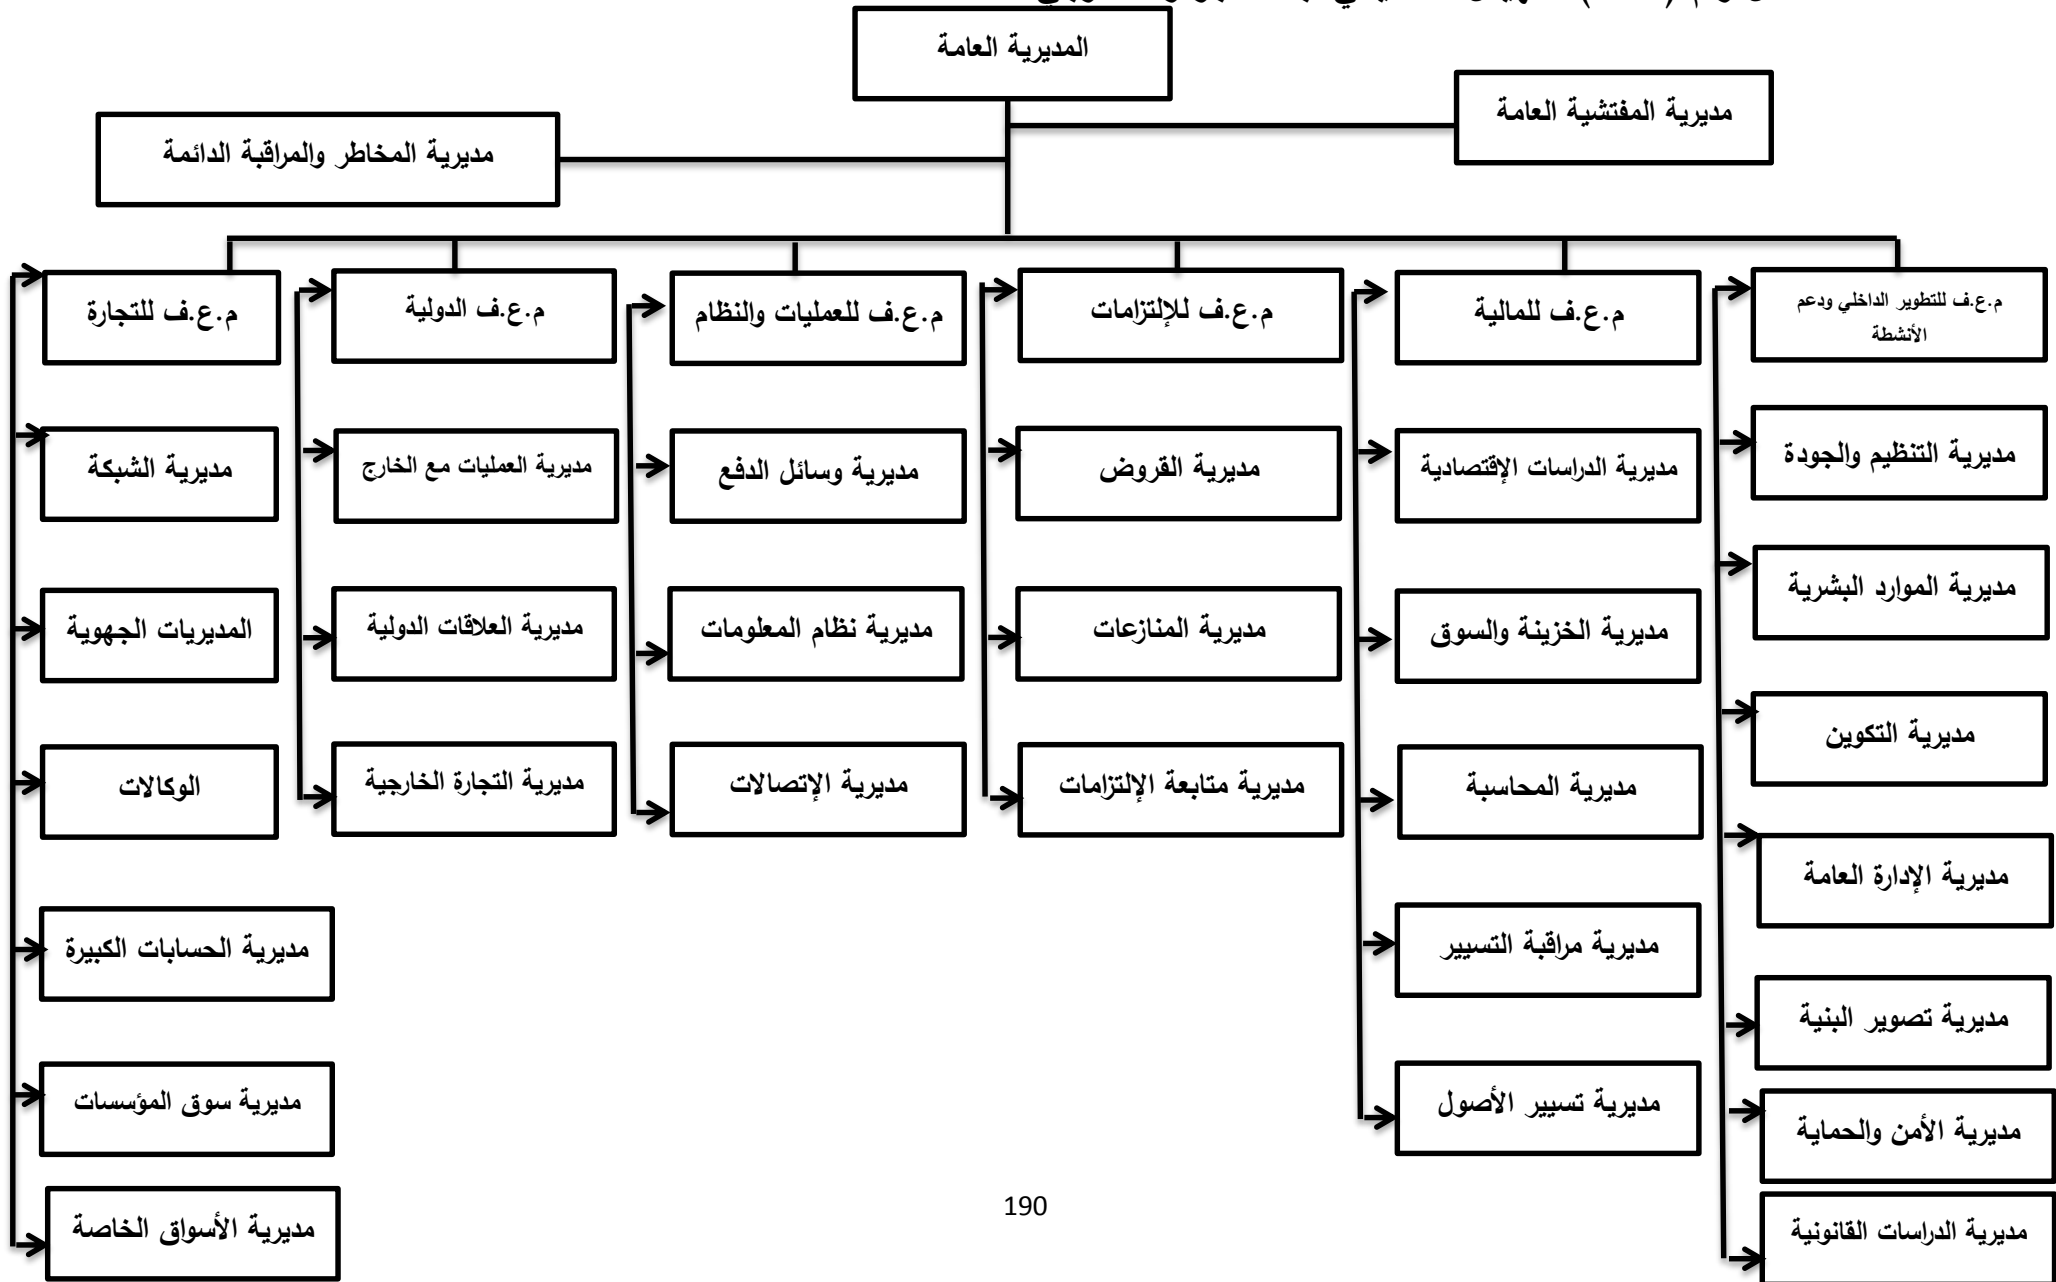 المديرية العامة
مديرية المفتشية العامة
مديرية المخاطر والمراقبة الدائمة
م.ع.ف للتطوير الداخلي ودعم
الأنشطة
مديرية التنظيم والجودة
مديرية الموارد البشرية
مديرية التكوين
مديرية الإدارة العامة
مديرية تصوير البنية
مديرية الأمن والحماية
مديرية الدراسات القانونية
م.ع.ف للمالية
مديرية الدراسات الإقتصادية
مديرية الخزينة والسوق
مديرية المحاسبة
مديرية مراقبة التسيير
مديرية تسيير الأصول
م.ع.ف للإلتزامات
مديرية القروض
مديرية المنازعات
مديرية متابعة الإلتزامات
م.ع.ف للعمليات والنظام
مديرية وسائل الدفع
مديرية نظام المعلومات
مديرية الإتصالات
م.ع.ف الدولية
مديرية العمليات مع الخارج
مديرية العلاقات الدولية
مديرية التجارة الخارجية
م.ع.ف للتجارة
مديرية الشبكة
المديريات الجهوية
الوكالات
مديرية الحسابات الكبيرة
مديرية سوق المؤسسات
مديرية الأسواق الخاصة
190